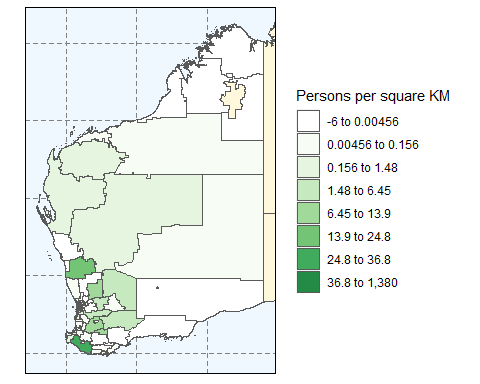 Persons per square KM
-6 to 0.00456
0.00456 to 0.156
0.156 to 1.48
1.48 to 6.45
6.45 to 13.9
13.9 to 24.8
24.8 to 36.8
36.8 to 1,380